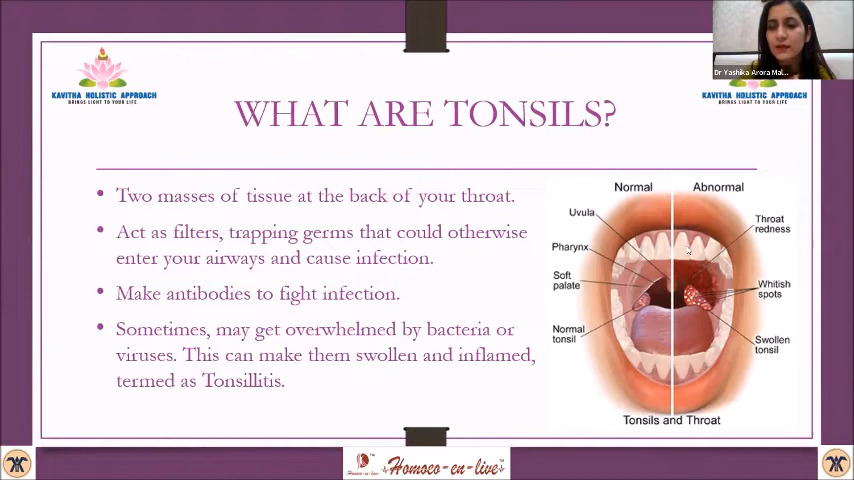 Dr Yashika Arora Mal...
KAVITHA HOLISTIC APPROACH
BRINGS LIGHT TO YOUR LIFE
KAVITHA HOLISTIC APPROACH
BRINGS LIGHT TO YOUR LIFE
WHAT ARE TONSILS?
• Two masses of tissue at the back of your throat.
• Act as filters, trapping germs that could otherwise
enter your airways and cause infection.
• Make antibodies to fight infection.
• Sometimes, may get overwhelmed by bacteria or
viruses. This can make them swollen and inflamed,
termed as Tonsillitis.
Normal
Abnormal
Uvula
Pharynx
Soft
palate
Normal
tonsil
Throat
redness
Whitish
spots
Swollen
tonsil
Tonsils and Throat
Homoeo-en-live™